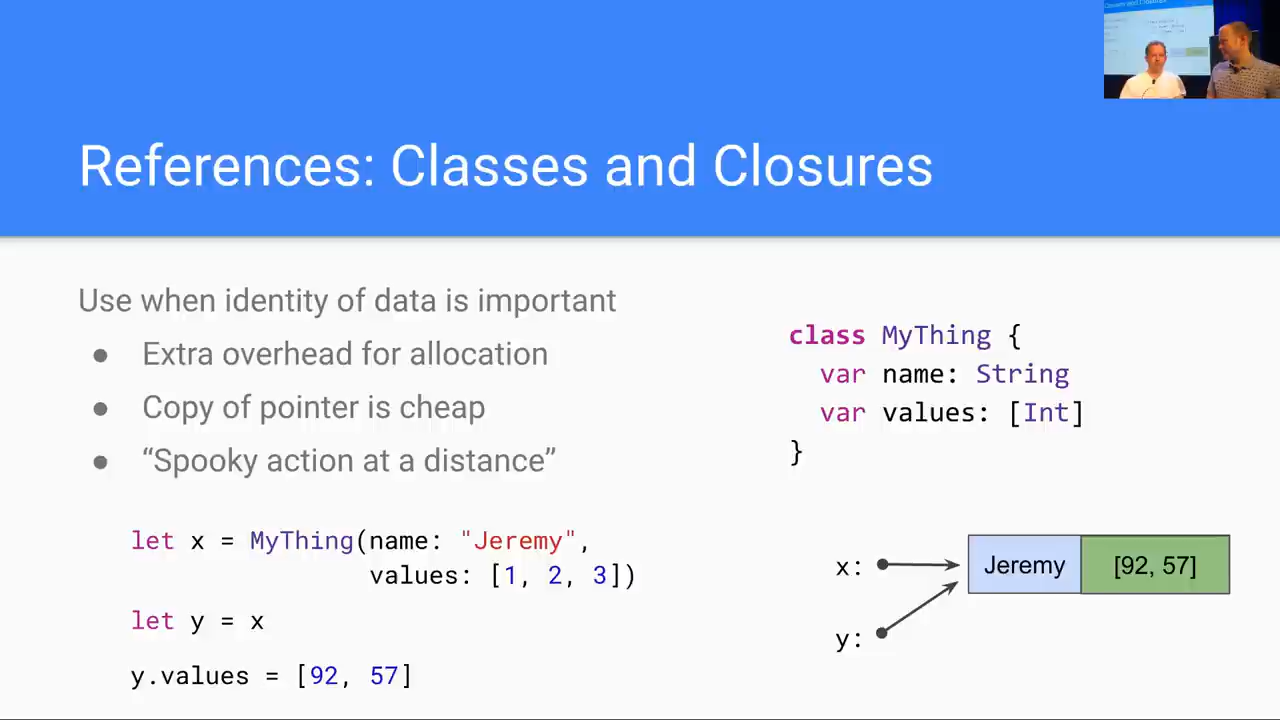 References: Classes and Closures
Use when identity of data is important
● Extra overhead for allocation
● Copy of pointer is cheap
● “Spooky action at a distance”
class MyThing {
var name: String
var values: [Int]
}
let x = MyThing(name: "Jeremy",
values: [1, 2, 3])
let y = x
y.values = [92, 57]
x:
Jeremy
[92, 57]
y: